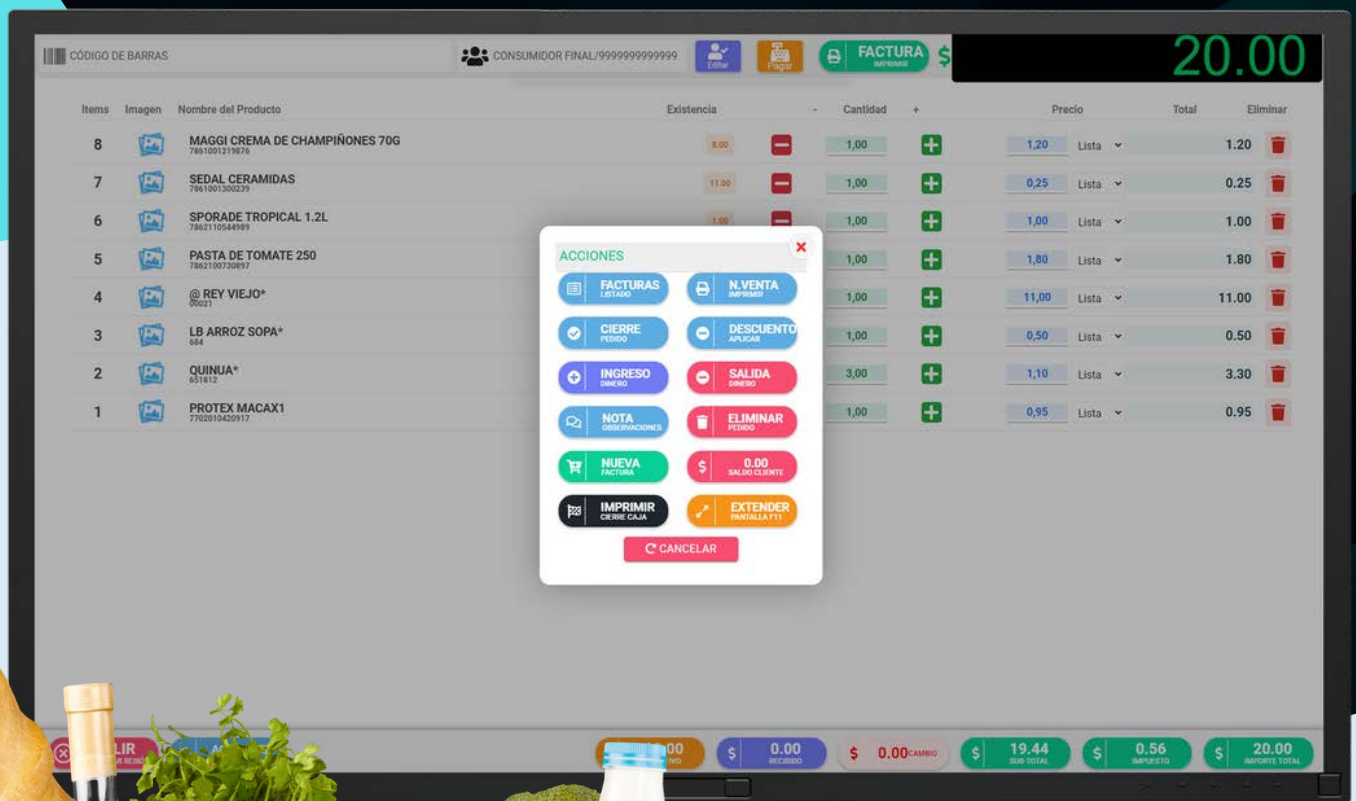 CÓDIGO DE BARRAS
CONSUMIDOR FINAL/9999999999999
Editar
Pagar
FACTURA
IMPRIMIR
$
20.00
Items Imagen Nombre del Producto Existencia - Cantidad + Precio Total Eliminar
8 MAGGI CREMA DE CHAMPIÑONES 70G 8.00 1,00 1,20 Lista 1.20
7861001219876
7 SEDAL CERAMIDAS 11.00 1,00 0,25 Lista 0.25
7861001300239
6 SPORADE TROPICAL 1.2L 1.00 1,00 1,00 Lista 1.00
7862110544989
5 PASTA DE TOMATE 250 1,00 1,80 Lista 1.80
7862100730897
4 @ REY VIEJO* 1,00 11,00 Lista 11.00
00021
3 LB ARROZ SOPA* 1,00 0,50 Lista 0.50
684
2 QUINUA* 3,00 1,10 Lista 3.30
651812
1 PROTEX MACAX1 1,00 0,95 Lista 0.95
7702010420917
ACCIONES
FACTURAS
LISTADO
N.VENTA
IMPRIMIR
CIERRE
PEDIDO
DESCUENTO
APLICAR
INGRESO
DINERO
SALIDA
DINERO
NOTA
OBSERVACIONES
ELIMINAR
PEDIDO
NUEVA
FACTURA
$ 0.00
SALDO CLIENTE
IMPRIMIR
CIERRE CAJA
EXTENDER
PANTALLA F11
CANCELAR
$ 0.00
RECIBIDO
$ 0.00 CAMBIO
$ 19.44
SUB-TOTAL
$ 0.56
IMPUESTO
$ 20.00
IMPORTE TOTAL